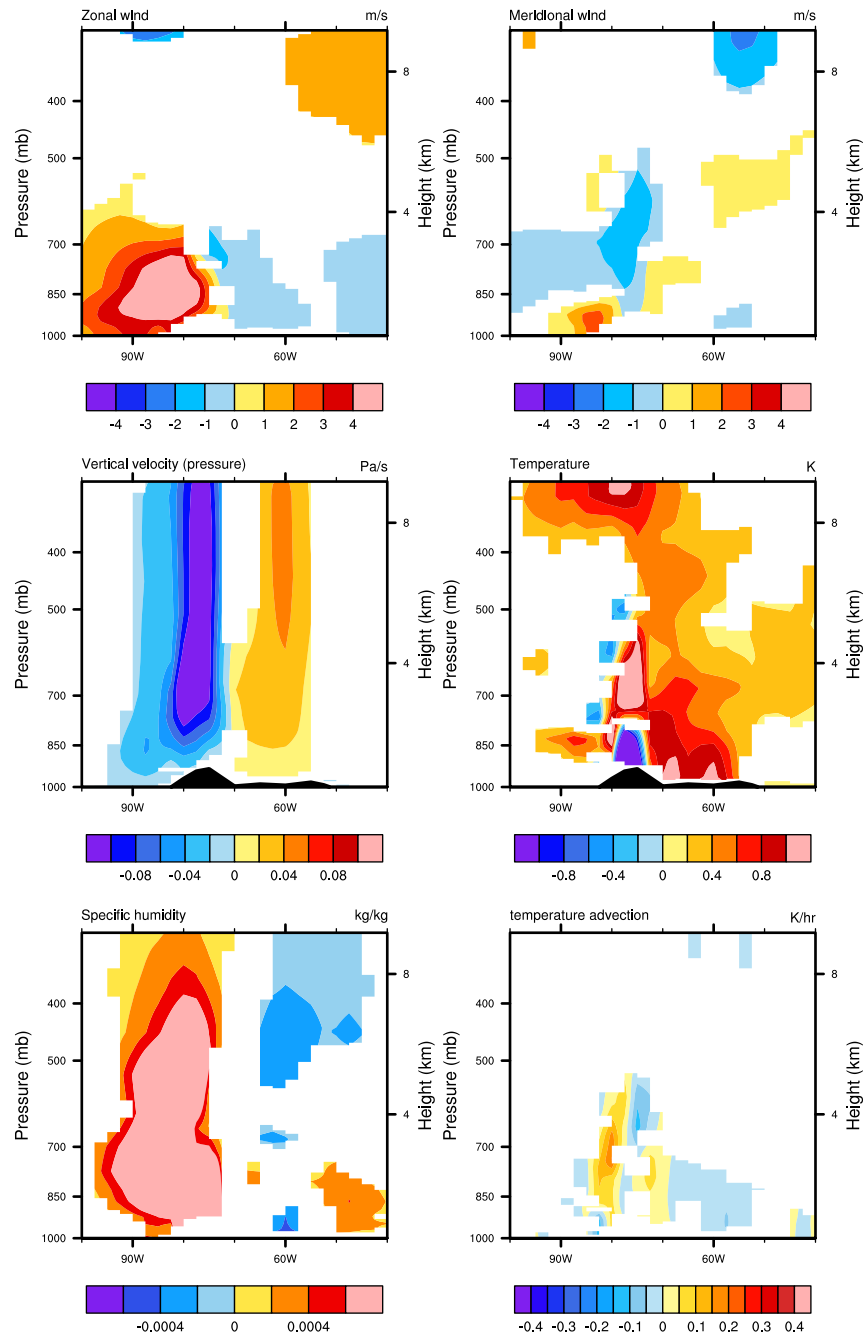 Zonal wind m/s
Pressure (mb)
400
500
700
850
1000
8
4
Height (km)
90W 60W
-4 -3 -2 -1 0 1 2 3 4
Meridional wind m/s
Pressure (mb)
400
500
700
850
1000
8
4
Height (km)
90W 60W
-4 -3 -2 -1 0 1 2 3 4
Vertical velocity (pressure) Pa/s
Pressure (mb)
400
500
700
850
1000
8
4
Height (km)
90W 60W
-0.08 -0.04 0 0.04 0.08
Temperature K
Pressure (mb)
400
500
700
850
1000
8
4
Height (km)
90W 60W
-0.8 -0.4 0 0.4 0.8
Specific humidity kg/kg
Pressure (mb)
400
500
700
850
1000
8
4
Height (km)
90W 60W
-0.0004 0 0.0004
temperature advection K/hr
Pressure (mb)
400
500
700
850
1000
8
4
Height (km)
90W 60W
-0.4 -0.3 -0.2 -0.1 0 0.1 0.2 0.3 0.4